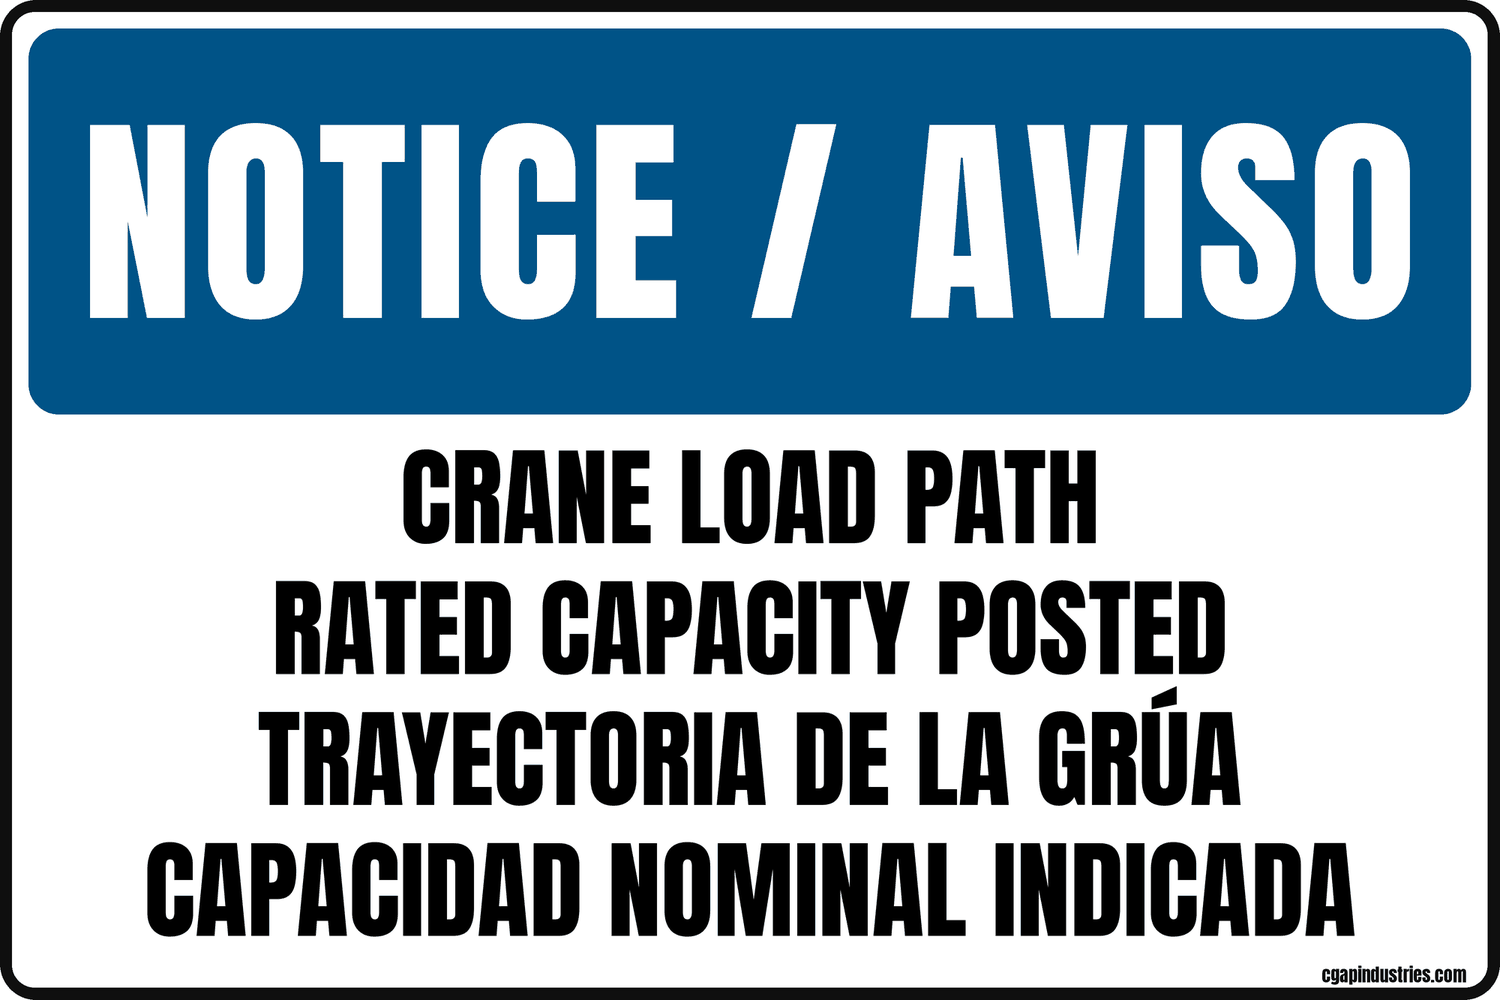 NOTICE / AVISO
CRANE LOAD PATH
RATED CAPACITY POSTED
TRAYECTORIA DE LA GRÚA
CAPACIDAD NOMINAL INDICADA
cgapindustries.com